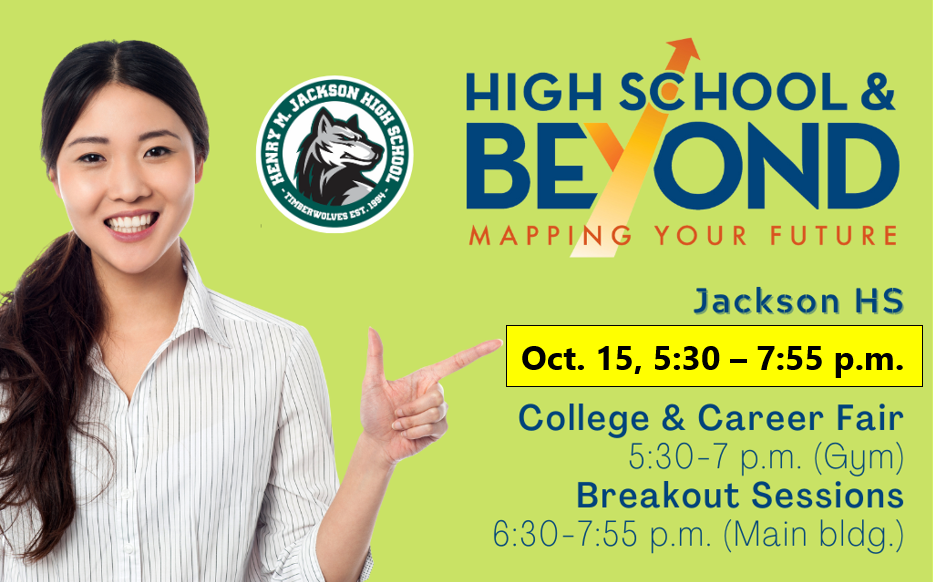 HENRY M. JACKSON HIGH SCHOOL
- TIMBERWOLVES EST. 1994 -
HIGH SCHOOL &
BEYOND
MAPPING YOUR FUTURE
Jackson HS
Oct. 15, 5:30 – 7:55 p.m.
College & Career Fair
5:30-7 p.m. (Gym)
Breakout Sessions
6:30-7:55 p.m. (Main bldg.)